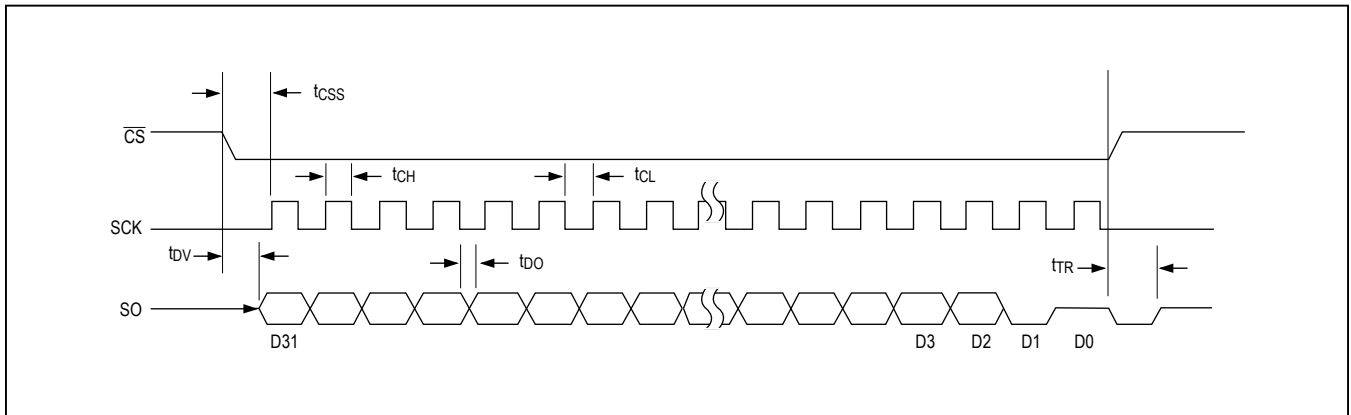 tCSS
CS
tCH
tCL
SCK
tDV
tDO
tTR
SO
D31
D3
D2
D1
D0